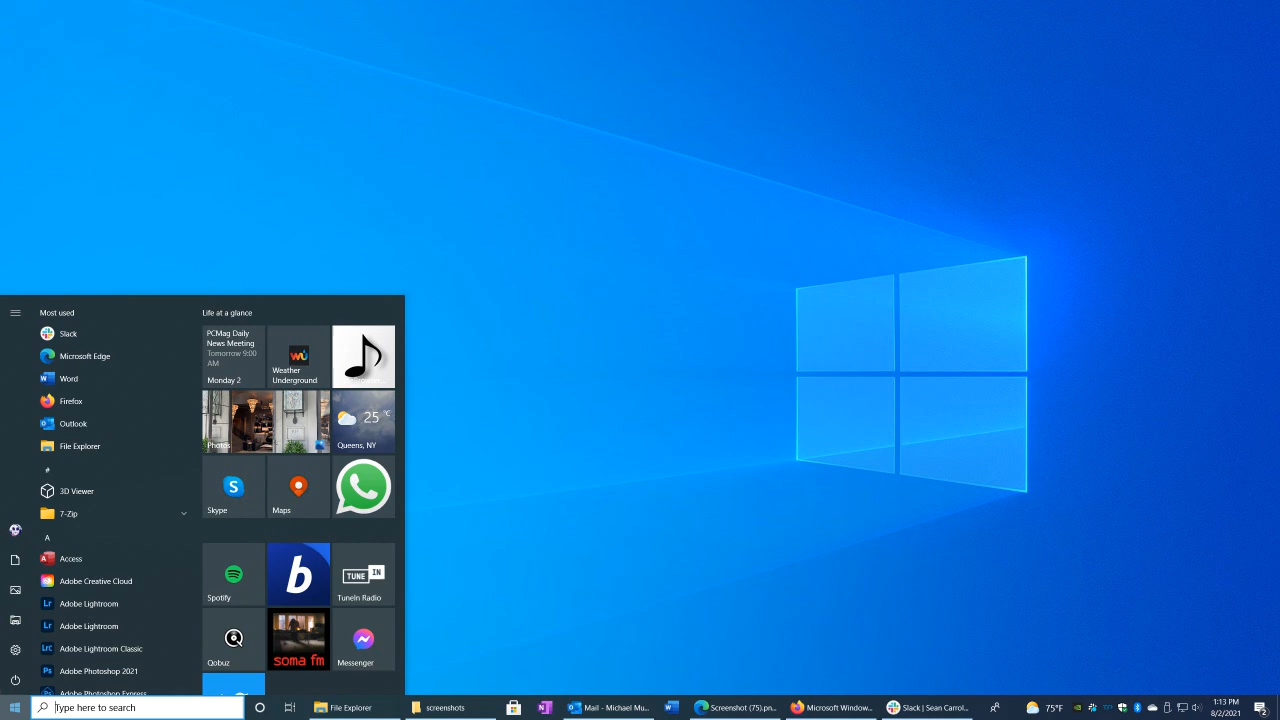 Most used
Slack
Microsoft Edge
Word
Firefox
Outlook
File Explorer
#
3D Viewer
7-Zip
A
Access
Adobe Creative Cloud
Adobe Lightroom
Adobe Lightroom
Adobe Lightroom Classic
Adobe Photoshop 2021
Adobe Photoshop Express
Life at a glance
PCMag Daily
News Meeting
Tomorrow 9:00
AM
Monday 2
Weather
Underground
Photos
25 °C
Queens, NY
Skype
Maps
Spotify
b
TUNE IN
TuneIn Radio
Qobuz
soma fm
Messenger
Type here to search
File Explorer
screenshots
Mail - Michael Mu...
Screenshot (75).pn...
Microsoft Window...
Slack | Sean Carol...
75°F
1:13 PM
8/2/2021
2